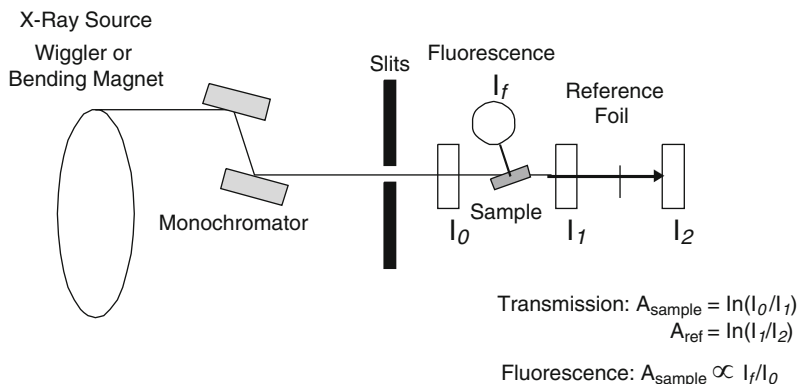 X-Ray Source
Wiggler or
Bending Magnet
Monochromator
Slits
Fluorescence
I_f
Reference
Foil
I_0
Sample
I_1
I_2
Transmission: A_sample = ln(I_0/I_1)
A_ref = ln(I_1/I_2)
Fluorescence: A_sample ∝ I_f/I_0